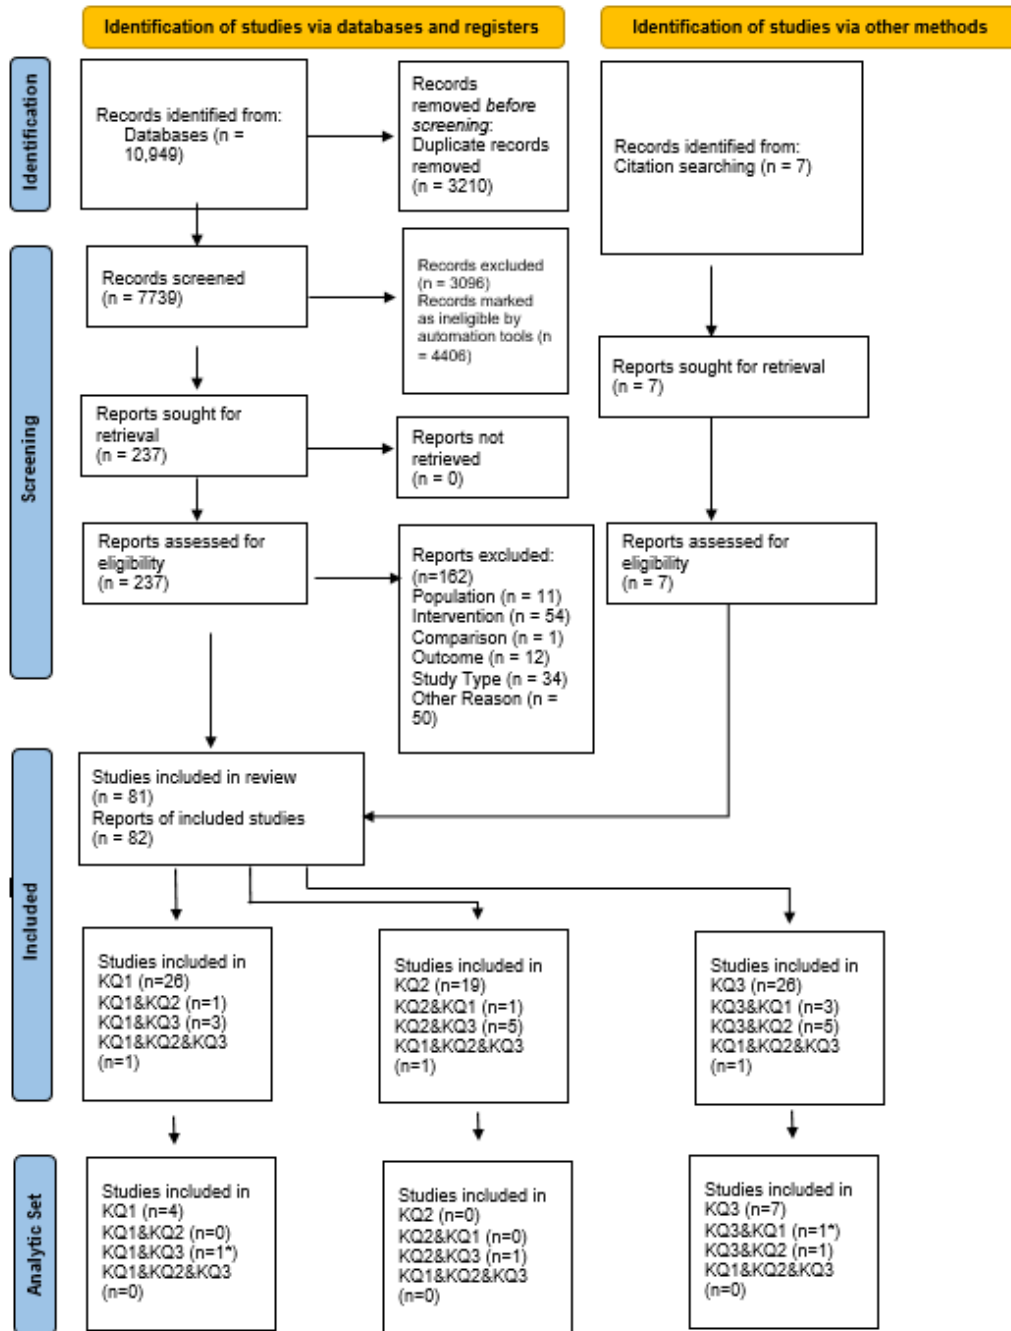 Identification of studies via databases and registers
Identification of studies via other methods
Identification
Records identified from:
Databases (n =
10,949)
Records
removed before
screening:
Duplicate records
removed
(n = 3210)
Records identified from:
Citation searching (n = 7)
Screening
Records screened
(n = 7739)
Records excluded
(n = 3096)
Records marked
as ineligible by
automation tools (n
= 4406)
Reports sought for retrieval
(n = 7)
Reports sought for
retrieval
(n = 237)
Reports not
retrieved
(n = 0)
Reports assessed for
eligibility
(n = 237)
Reports excluded:
(n=162)
Population (n = 11)
Intervention (n = 54)
Comparison (n = 1)
Outcome (n = 12)
Study Type (n = 34)
Other Reason (n =
50)
Reports assessed for
eligibility
(n = 7)
Included
Studies included in review
(n = 81)
Reports of included studies
(n = 82)
Studies included in
KQ1 (n=26)
KQ1&KQ2 (n=1)
KQ1&KQ3 (n=3)
KQ1&KQ2&KQ3
(n=1)
Studies included in
KQ2 (n=19)
KQ2&KQ1 (n=1)
KQ2&KQ3 (n=5)
KQ1&KQ2&KQ3
(n=1)
Studies included in
KQ3 (n=26)
KQ3&KQ1 (n=3)
KQ3&KQ2 (n=5)
KQ1&KQ2&KQ3
(n=1)
Analytic Set
Studies included in
KQ1 (n=4)
KQ1&KQ2 (n=0)
KQ1&KQ3 (n=1*)
KQ1&KQ2&KQ3
(n=0)
Studies included in
KQ2 (n=0)
KQ2&KQ1 (n=0)
KQ2&KQ3 (n=1)
KQ1&KQ2&KQ3
(n=0)
Studies included in
KQ3 (n=7)
KQ3&KQ1 (n=1*)
KQ3&KQ2 (n=1)
KQ1&KQ2&KQ3
(n=0)